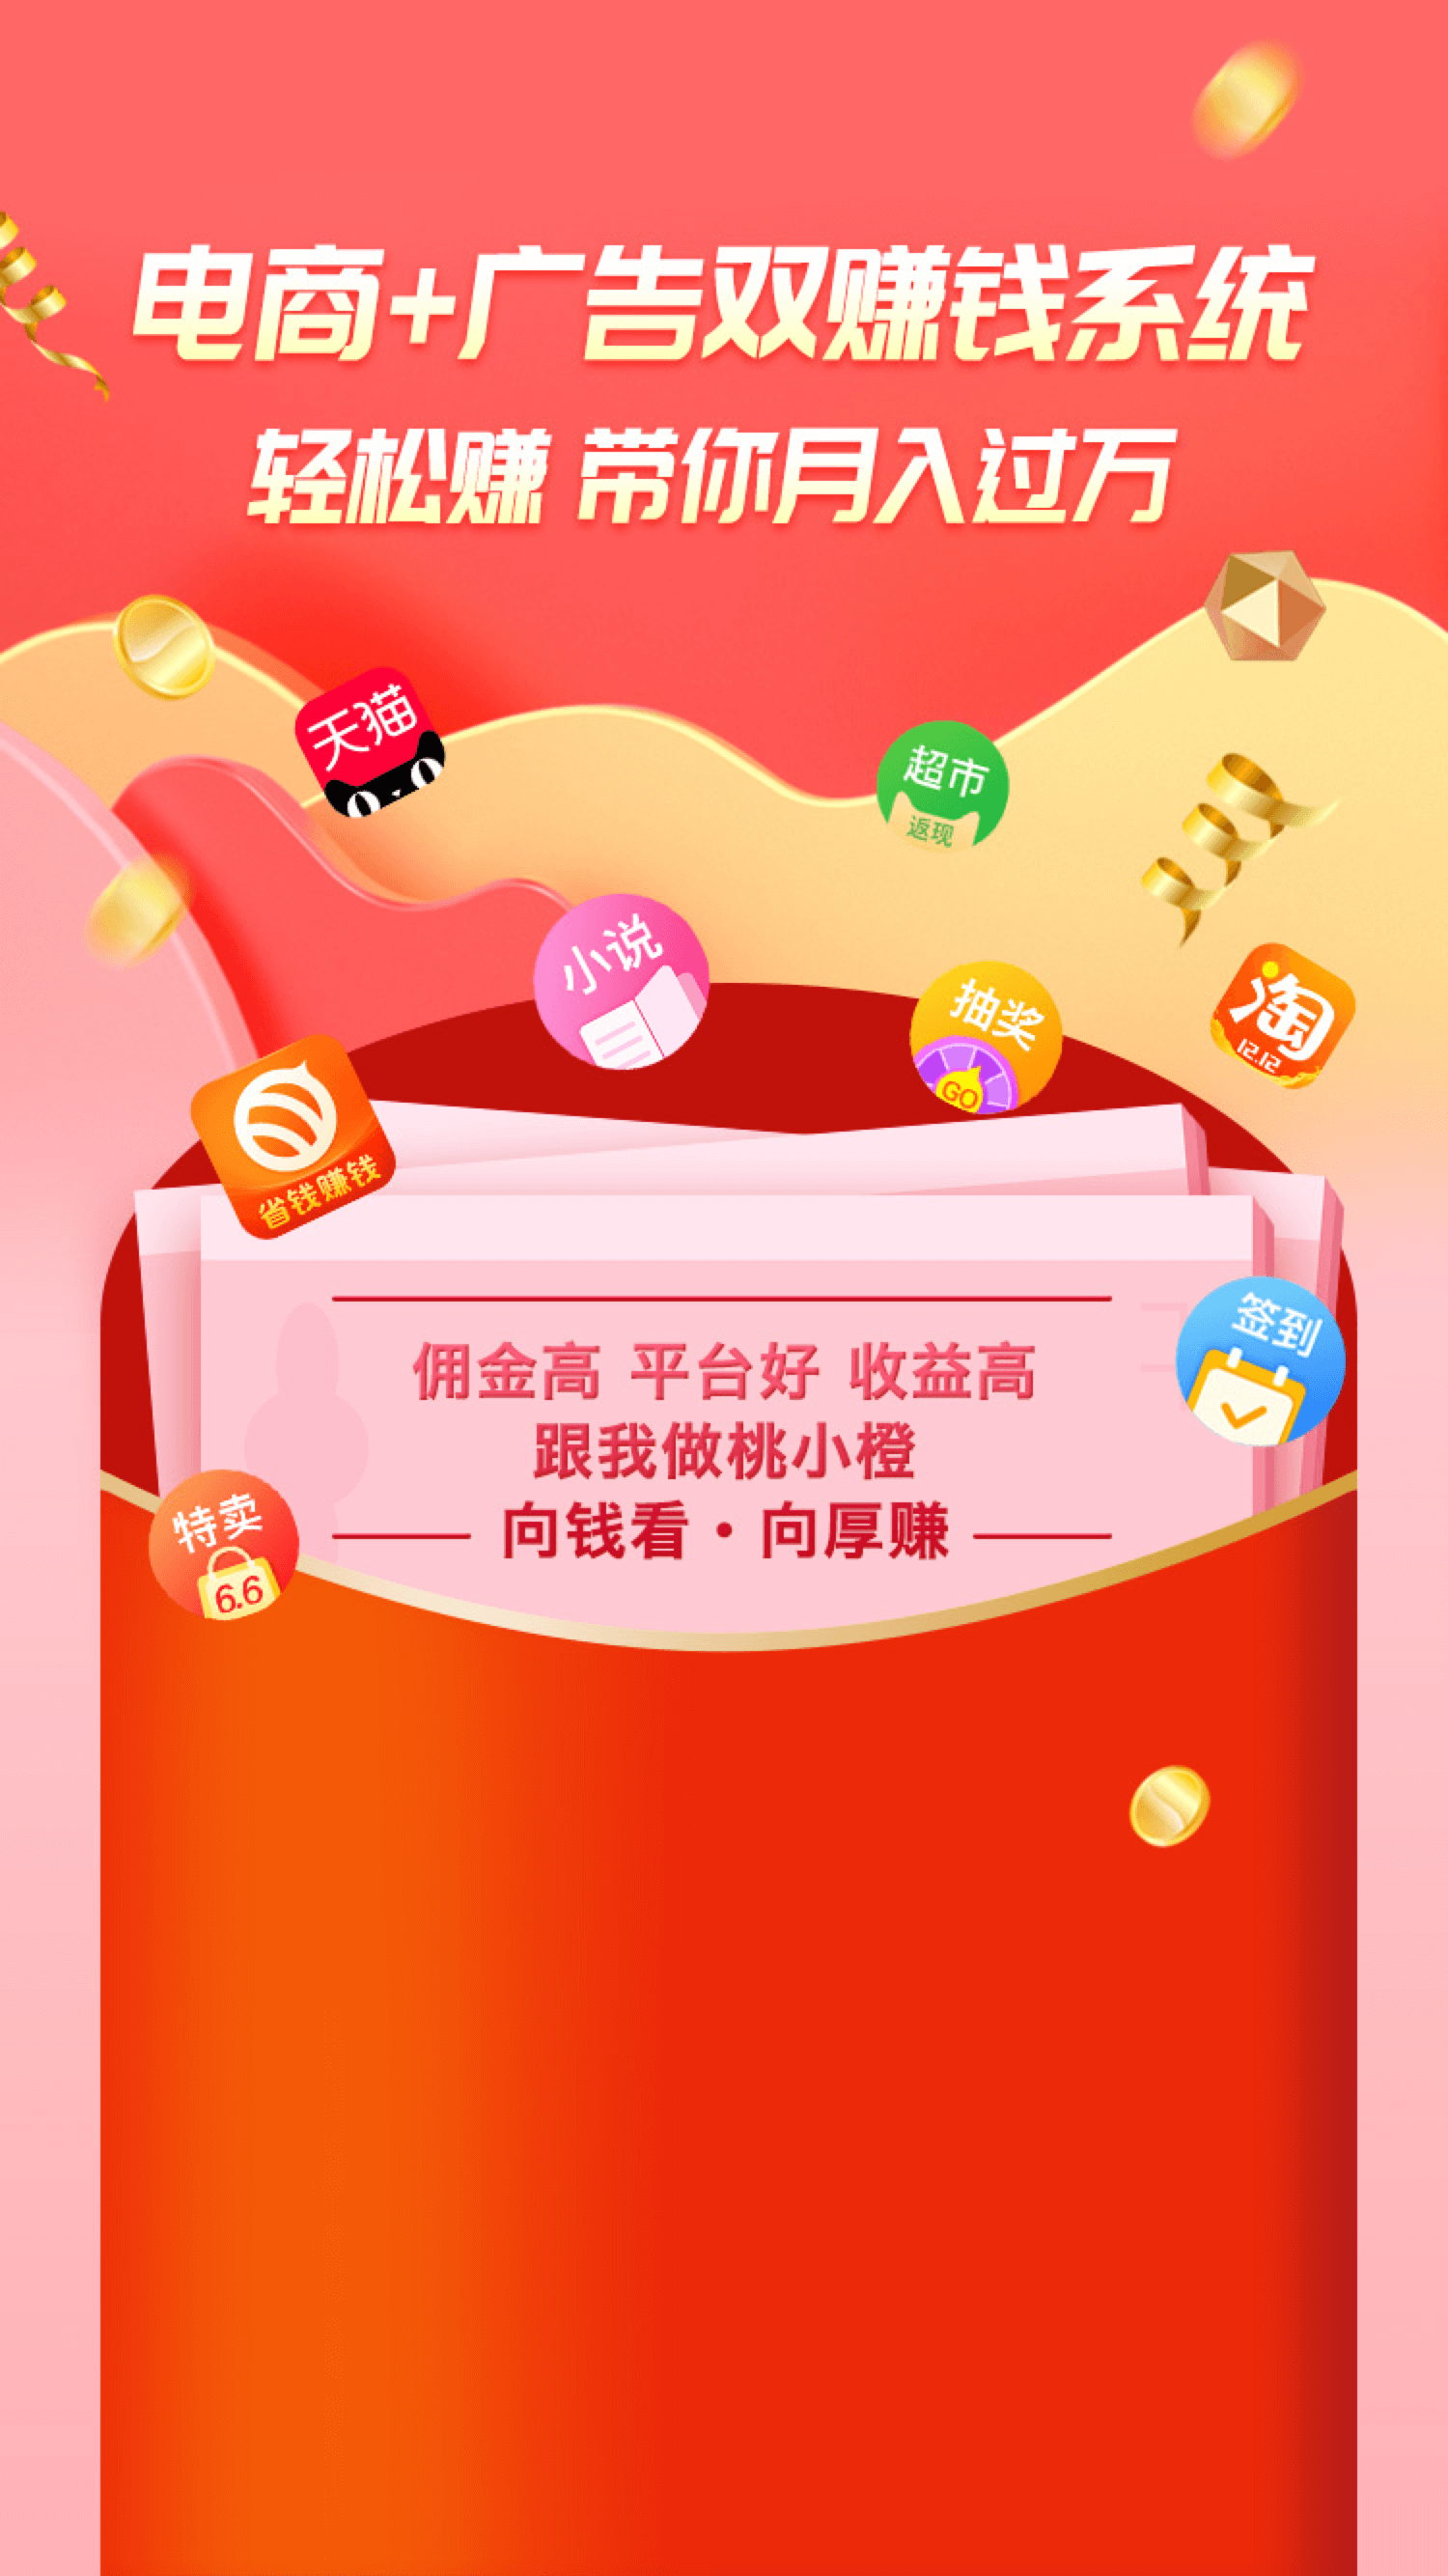 电商+广告双赚钱系统
轻松赚 带你月入过万
天猫
超市
返现
小说
抽奖
GO
淘
12.12
省钱赚钱
签到
佣金高 平台好 收益高
跟我做桃小橙
向钱看·向厚赚
特卖
6.6